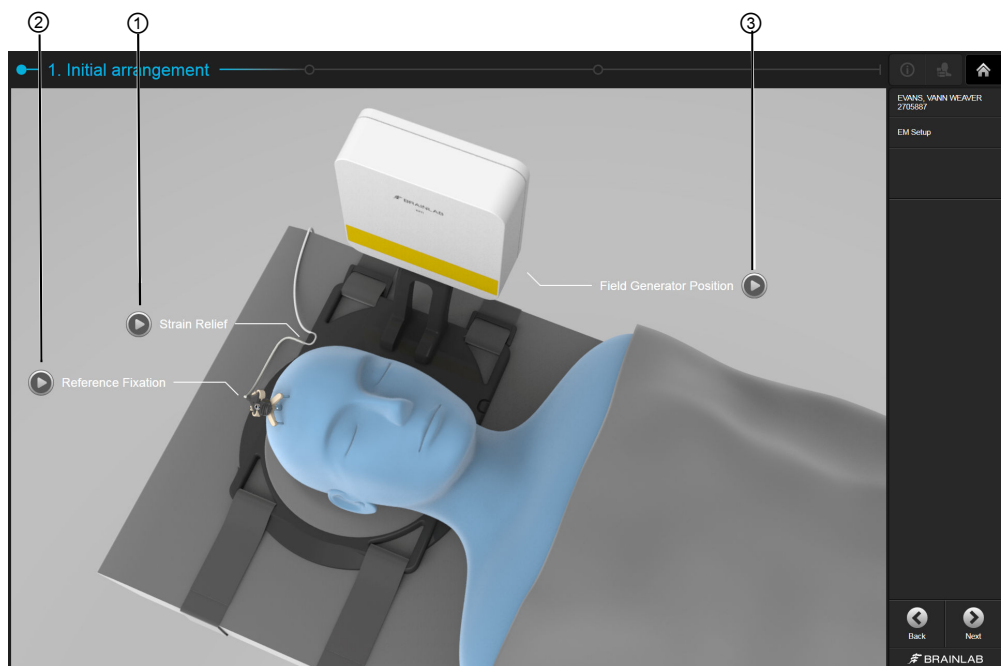 ② ① ③
1. Initial arrangement
EVANS, VANN WEAVER
2705887
EM Setup
BRAINLAB
Field Generator Position
Strain Relief
Reference Fixation
Back Next
BRAINLAB